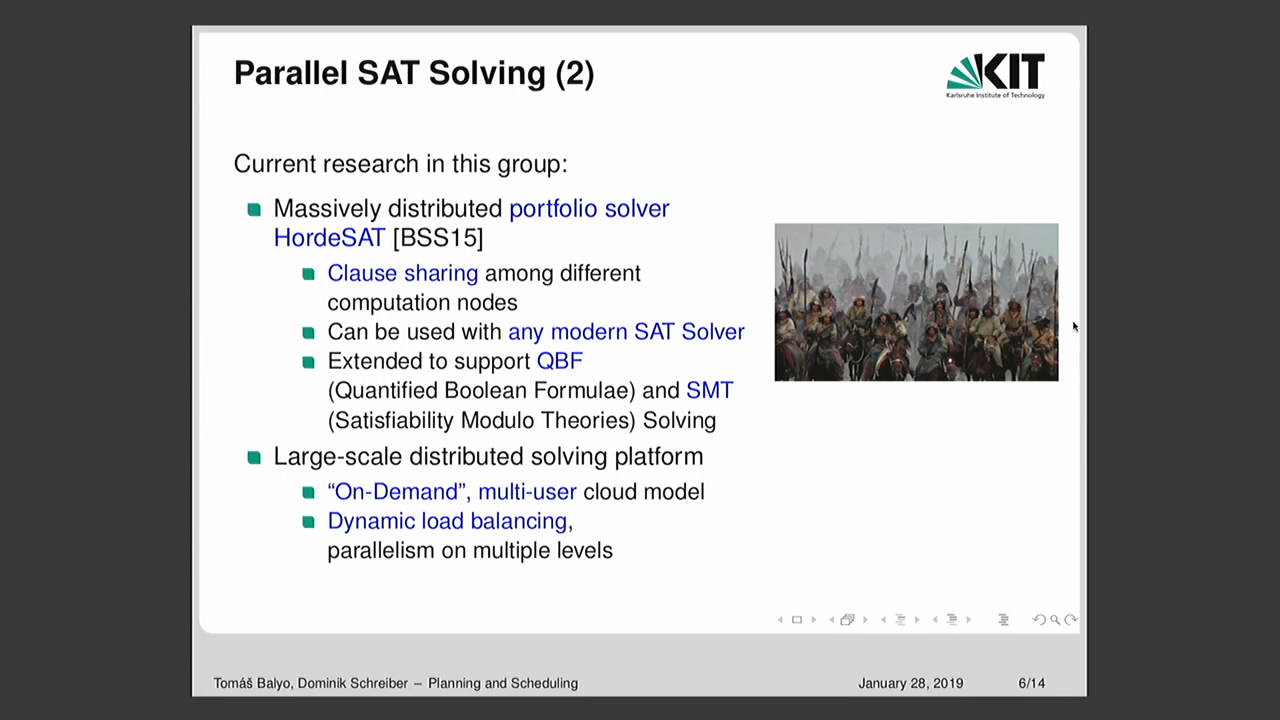 Parallel SAT Solving (2)
KIT
Karlsruhe Institute of Technology
Current research in this group:
Massively distributed portfolio solver
HordeSAT [BSS15]
Clause sharing among different
computation nodes
Can be used with any modern SAT Solver
Extended to support QBF
(Quantified Boolean Formulae) and SMT
(Satisfiability Modulo Theories) Solving
Large-scale distributed solving platform
“On-Demand”, multi-user cloud model
Dynamic load balancing,
parallelism on multiple levels
Tomáš Balyo, Dominik Schreiber – Planning and Scheduling
January 28, 2019
6/14